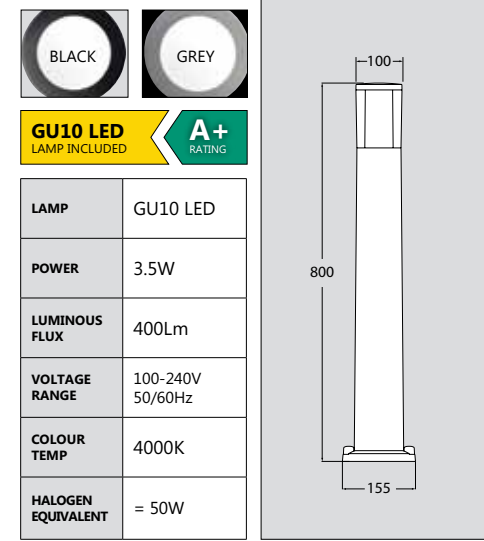 BLACK
GREY
GU10 LED
LAMP INCLUDED
A+
RATING
LAMP
GU10 LED
POWER
3.5W
LUMINOUS
FLUX
400Lm
VOLTAGE
RANGE
100-240V
50/60Hz
COLOUR
TEMP
4000K
HALOGEN
EQUIVALENT
= 50W
100
800
155